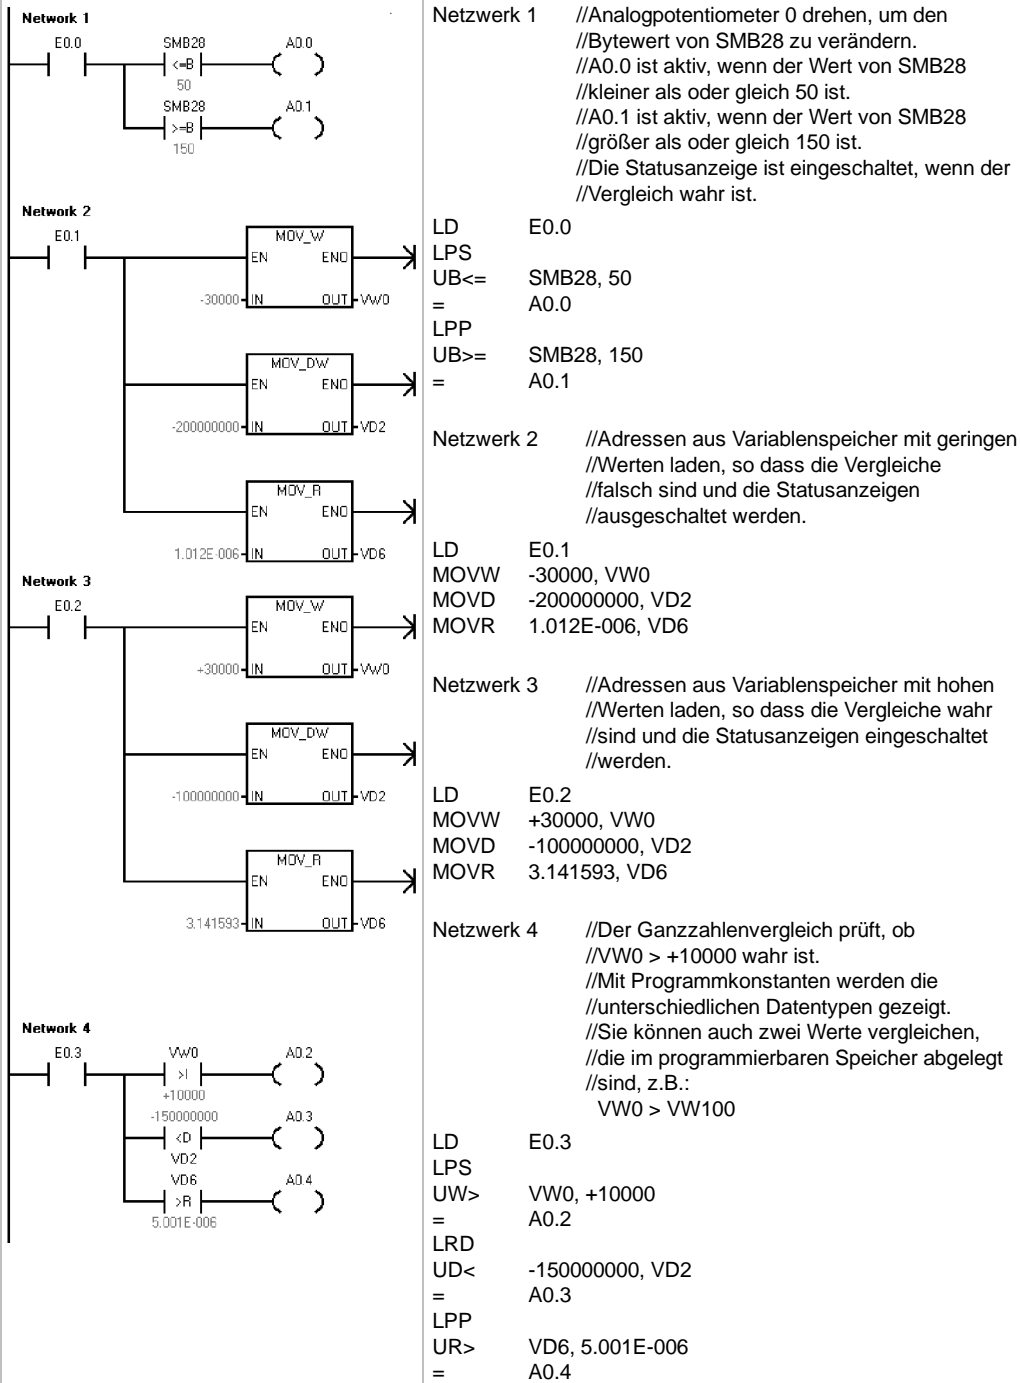 Network 1
E0.0
SMB28
A0.0
<=B
50
SMB28
A0.1
>=B
150
Network 2
E0.1
MOV_W
EN ENO
-30000 IN OUT VW0
MOV_DW
EN ENO
-200000000 IN OUT VD2
MOV_R
EN ENO
1.012E-006 IN OUT VD6
Network 3
E0.2
MOV_W
EN ENO
+30000 IN OUT VW0
MOV_DW
EN ENO
-100000000 IN OUT VD2
MOV_R
EN ENO
3.141593 IN OUT VD6
Network 4
E0.3
VW0
A0.2
>I
+10000
-150000000
A0.3
<D
VD2
VD6
A0.4
>R
5.001E-006
Netzwerk 1 //Analogpotentiometer 0 drehen, um den
//Bytewert von SMB28 zu verändern.
//A0.0 ist aktiv, wenn der Wert von SMB28
//kleiner als oder gleich 50 ist.
//A0.1 ist aktiv, wenn der Wert von SMB28
//größer als oder gleich 150 ist.
//Die Statusanzeige ist eingeschaltet, wenn der
//Vergleich wahr ist.
LD E0.0
LPS
UB<= SMB28, 50
= A0.0
LPP
UB>= SMB28, 150
= A0.1
Netzwerk 2 //Adressen aus Variablenspeicher mit geringen
//Werten laden, so dass die Vergleiche
//falsch sind und die Statusanzeigen
//ausgeschaltet werden.
LD E0.1
MOVW -30000, VW0
MOVD -200000000, VD2
MOVR 1.012E-006, VD6
Netzwerk 3 //Adressen aus Variablenspeicher mit hohen
//Werten laden, so dass die Vergleiche wahr
//sind und die Statusanzeigen eingeschaltet
//werden.
LD E0.2
MOVW +30000, VW0
MOVD -100000000, VD2
MOVR 3.141593, VD6
Netzwerk 4 //Der Ganzzahlenvergleich prüft, ob
//VW0 > +10000 wahr ist.
//Mit Programmkonstanten werden die
//unterschiedlichen Datentypen gezeigt.
//Sie können auch zwei Werte vergleichen,
//die im programmierbaren Speicher abgelegt
//sind, z.B.:
VW0 > VW100
LD E0.3
LPS
UW> VW0, +10000
= A0.2
LRD
UD< -150000000, VD2
= A0.3
LPP
UR> VD6, 5.001E-006
= A0.4